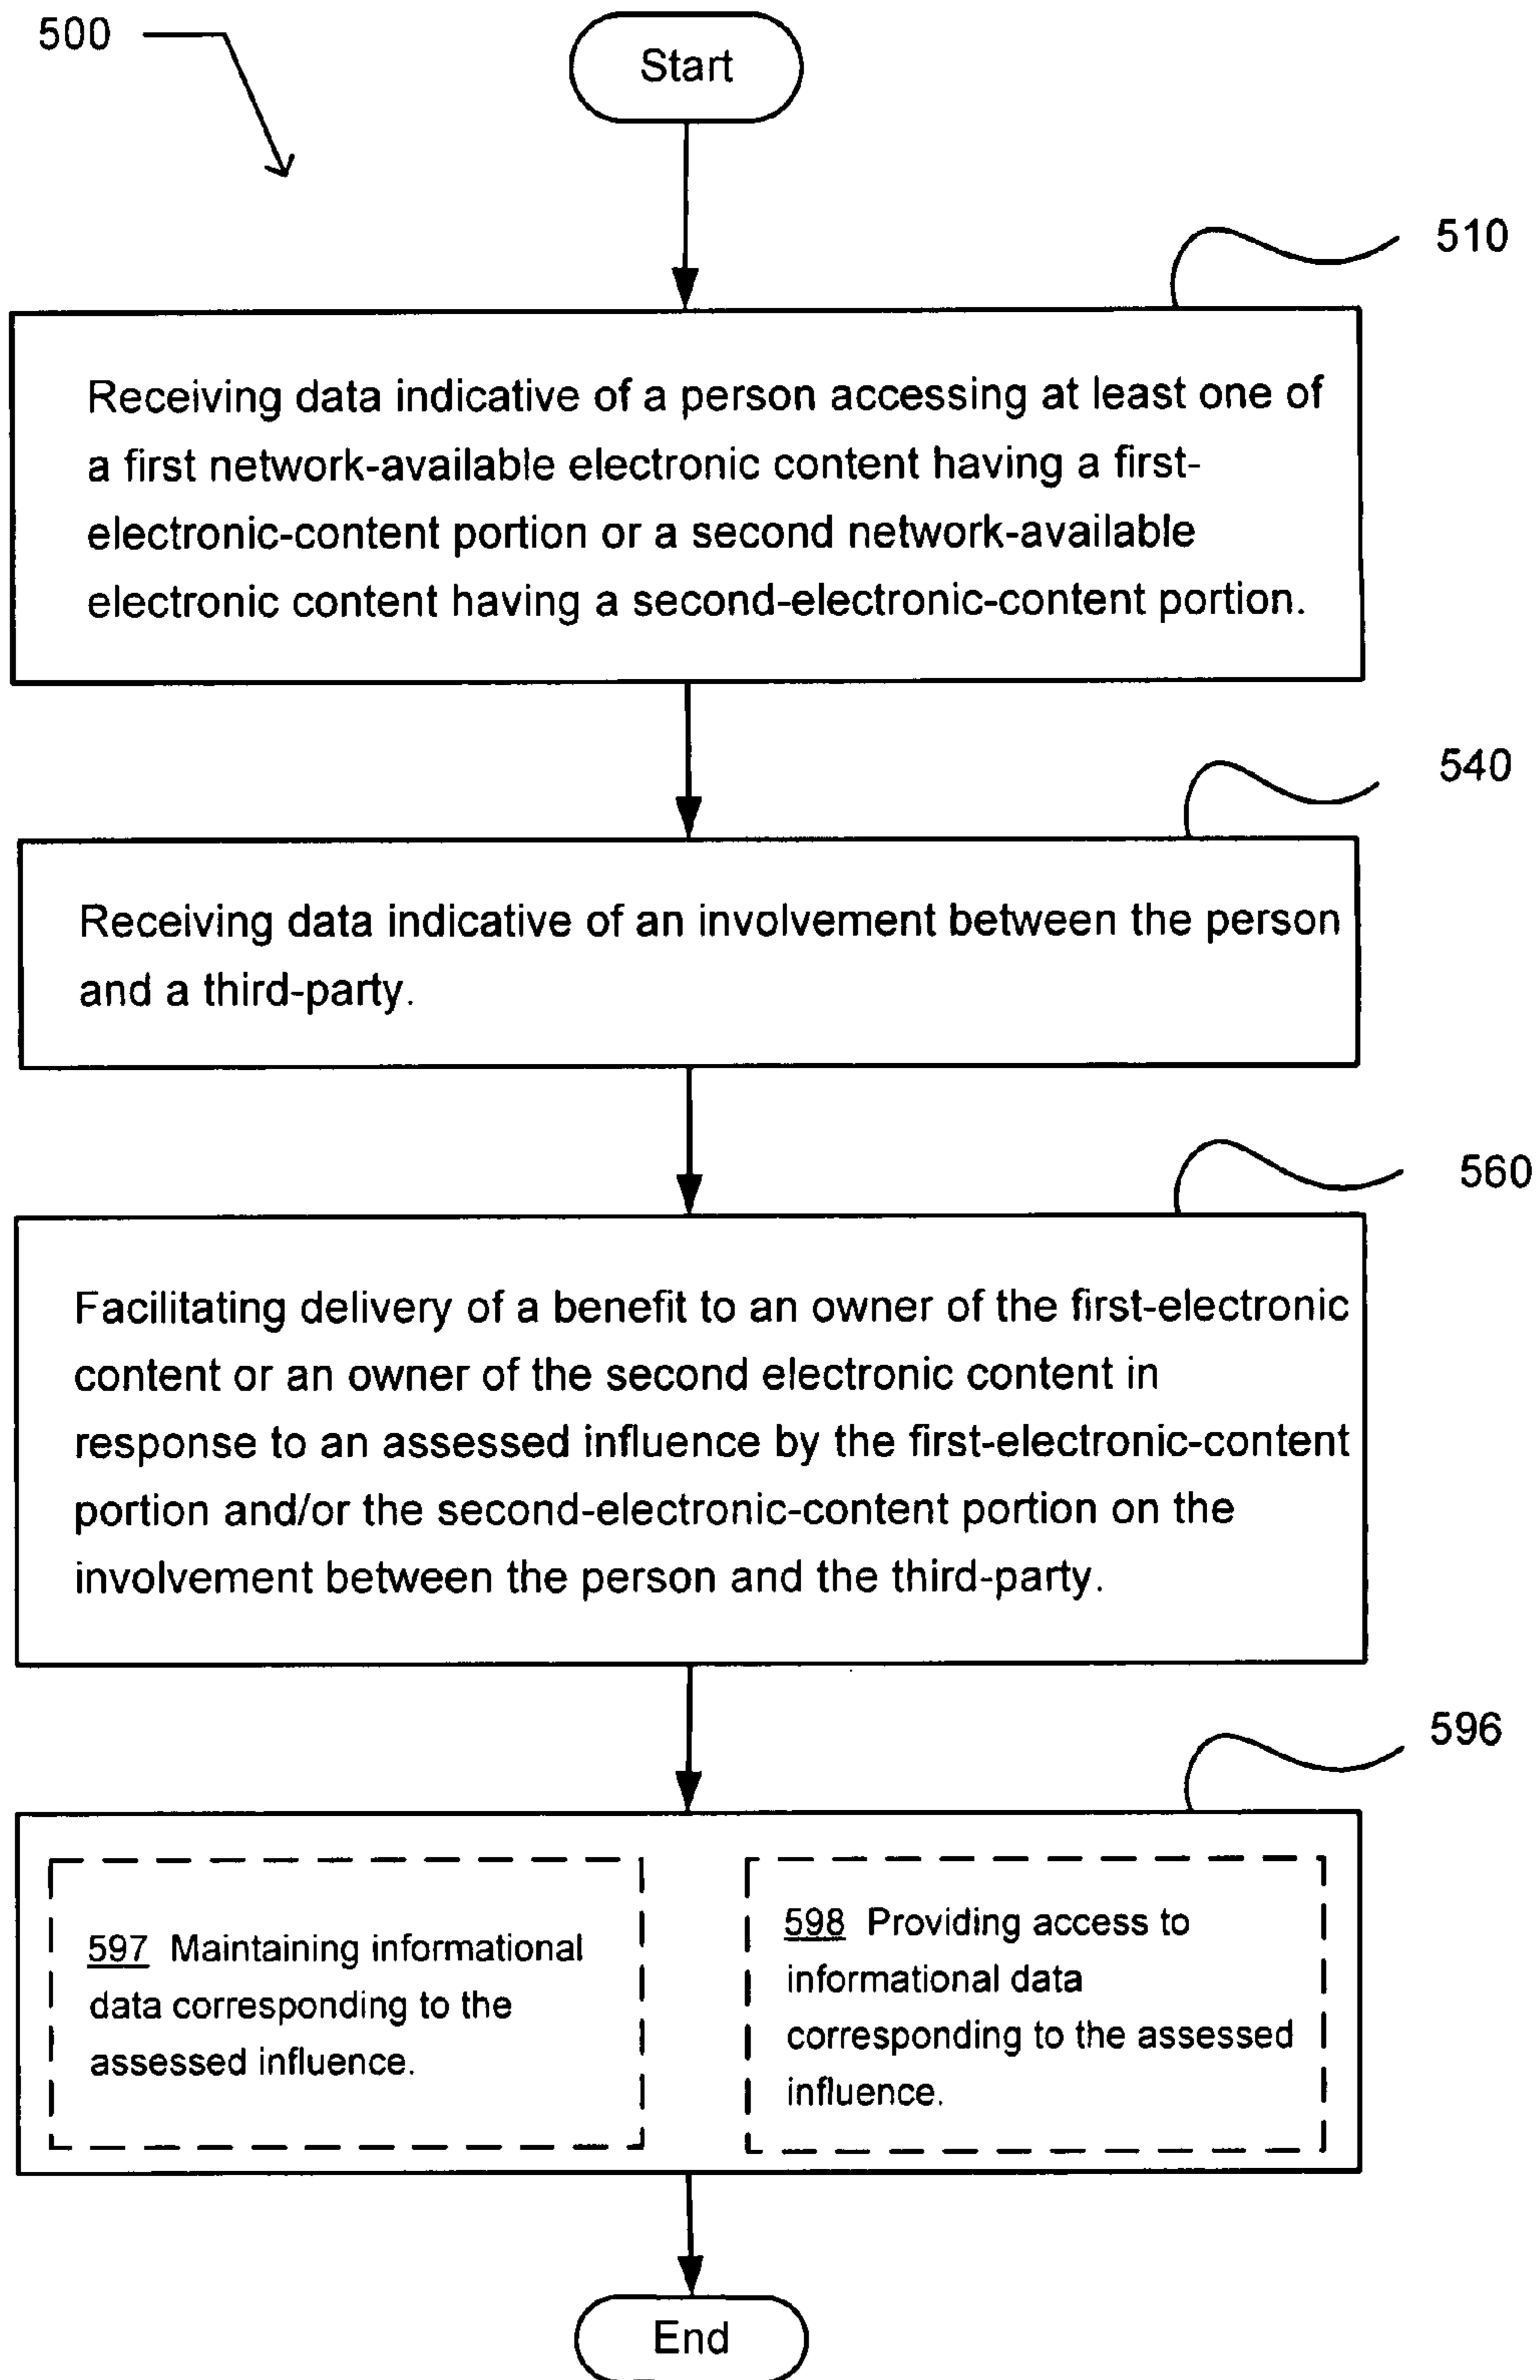 500
Start
510
Receiving data indicative of a person accessing at least one of
a first network-available electronic content having a first-
electronic-content portion or a second network-available
electronic content having a second-electronic-content portion.
540
Receiving data indicative of an involvement between the person
and a third-party.
560
Facilitating delivery of a benefit to an owner of the first-electronic
content or an owner of the second electronic content in
response to an assessed influence by the first-electronic-content
portion and/or the second-electronic-content portion on the
involvement between the person and the third-party.
596
597 Maintaining informational
data corresponding to the
assessed influence.
598 Providing access to
informational data
corresponding to the assessed
influence.
End